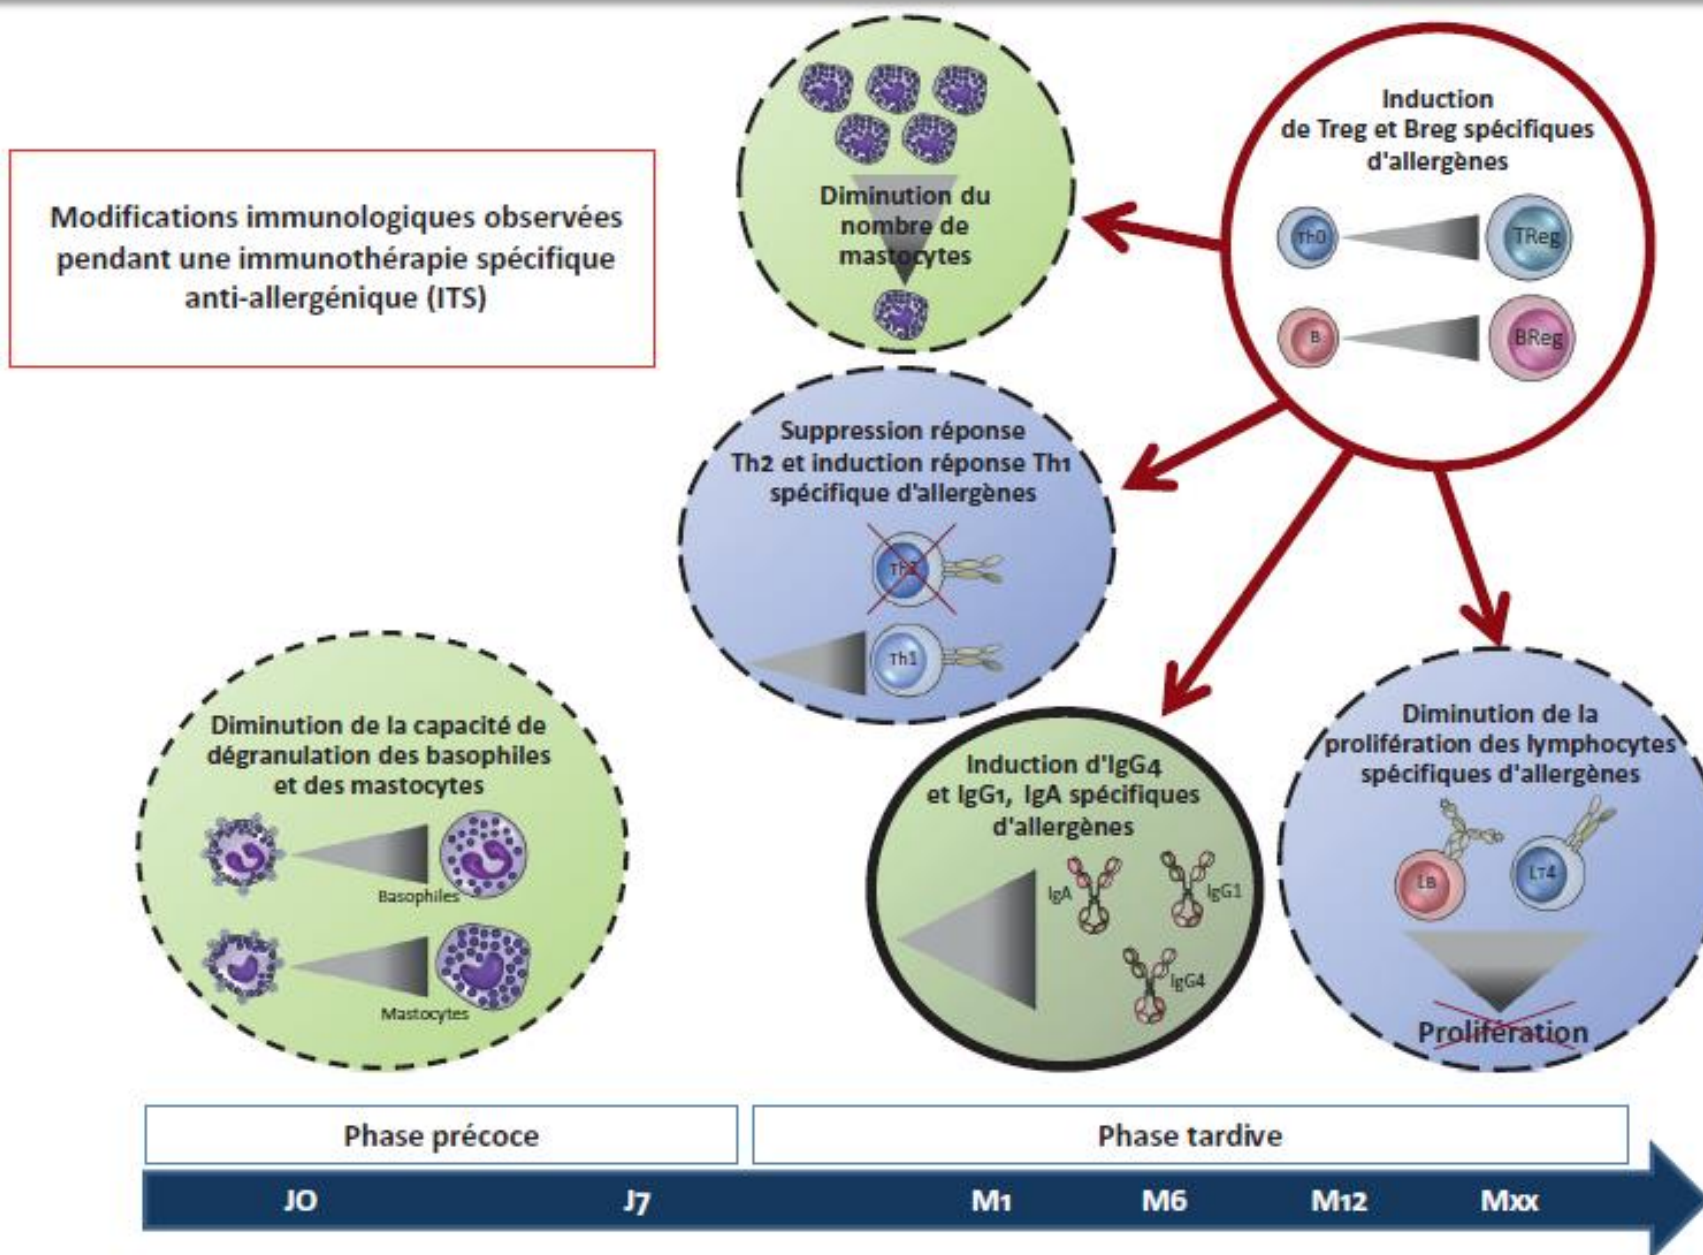 Modifications immunologiques observées
pendant une immunothérapie spécifique
anti-allergénique (ITS)
Diminution du
nombre de
mastocytes
Induction
de Treg et Breg spécifiques
d'allergènes
Th0
TReg
B
BReg
Suppression réponse
Th2 et induction réponse Th1
spécifique d'allergènes
Th2
Th1
Diminution de la capacité de
dégranulation des basophiles
et des mastocytes
Basophiles
Mastocytes
Induction d'IgG4
et IgG1, IgA spécifiques
d'allergènes
IgA
IgG1
IgG4
Diminution de la
prolifération des lymphocytes
spécifiques d'allergènes
LB
LT4
Prolifération
Phase précoce
Phase tardive
J0 J7 M1 M6 M12 Mxx